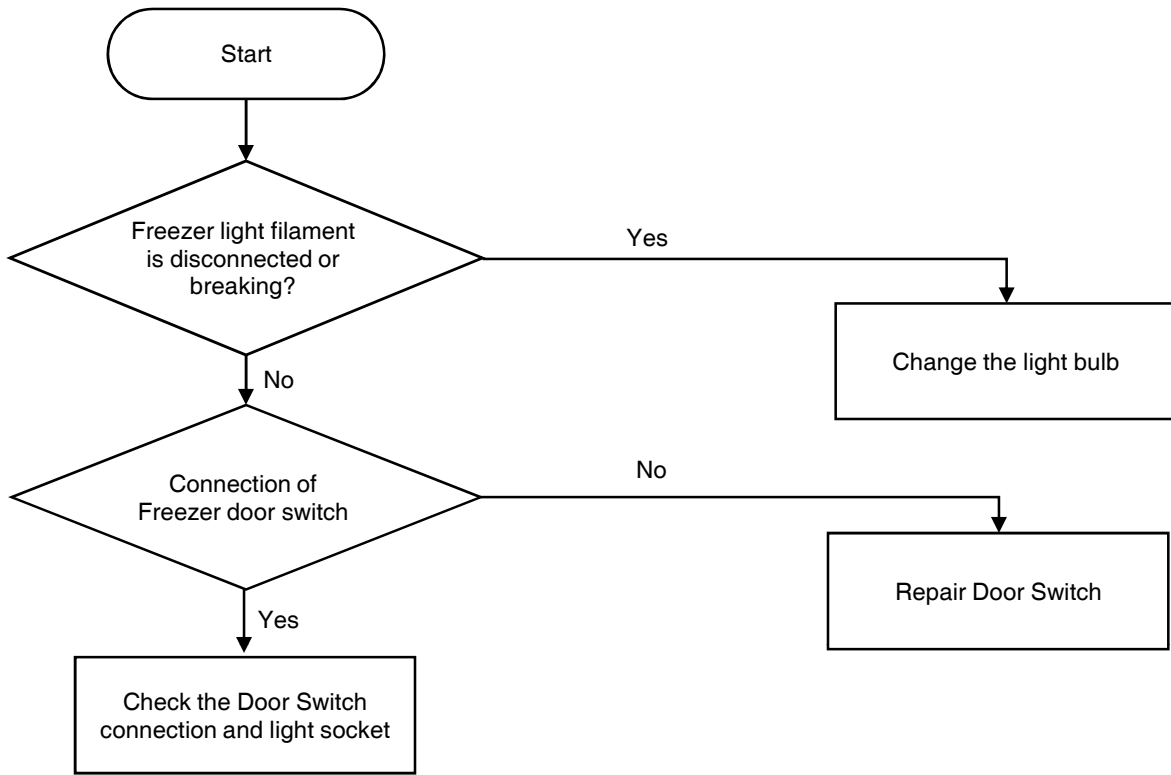 Start
Freezer light filament
is disconnected or
breaking?
Yes
Change the light bulb
No
Connection of
Freezer door switch
No
Repair Door Switch
Yes
Check the Door Switch
connection and light socket